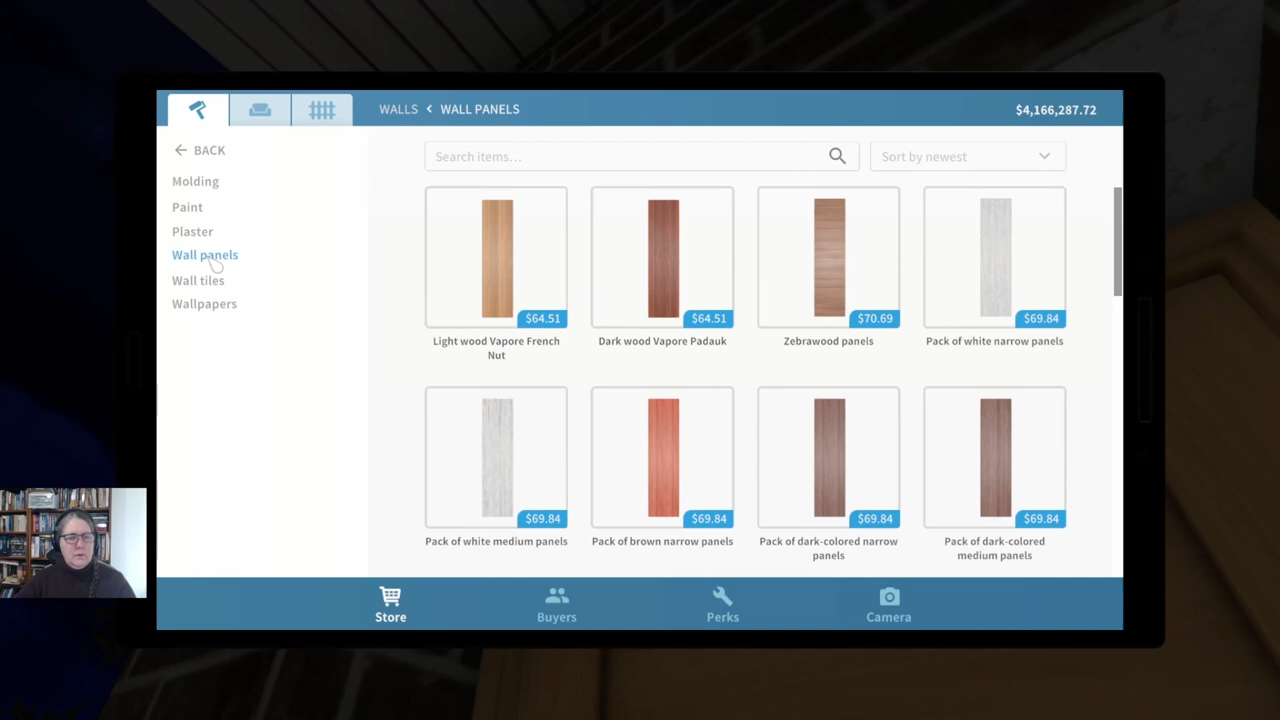 WALLS < WALL PANELS
$4,166,287.72
BACK
Molding
Paint
Plaster
Wall panels
Wall tiles
Wallpapers
Search items...
Sort by newest
$64.51
$64.51
$70.69
$69.84
Light wood Vapore French
Nut
Dark wood Vapore Padauk
Zebrawood panels
Pack of white narrow panels
$69.84
$69.84
$69.84
$69.84
Pack of white medium panels
Pack of brown narrow panels
Pack of dark-colored narrow
panels
Pack of dark-colored
medium panels
Store
Buyers
Perks
Camera